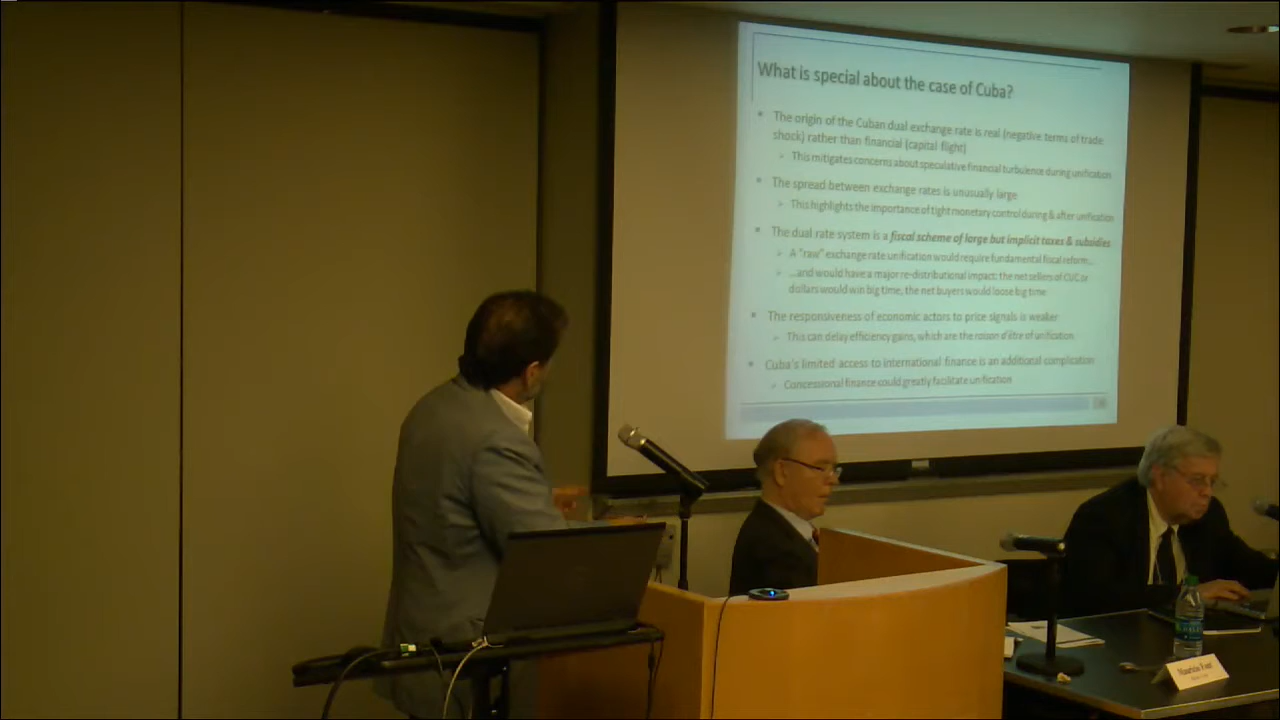 What is special about the case of Cuba?
The origin of the Cuban dual exchange rate is real (negative terms of trade
shock) rather than financial (capital flight)
This mitigates concerns about speculative financial turbulence during unification
The spread between exchange rates is unusually large
This highlights the importance of tight monetary control during & after unification
The dual rate system is a fiscal scheme of large but implicit taxes & subsidies
A "raw" exchange rate unification would require fundamental fiscal reform...
...and would have a major re-distributional impact: the net sellers of CUC or
dollars would win big time, the net buyers would loose big time
The responsiveness of economic actors to price signals is weaker
This can delay efficiency gains, which are the raison d'être of unification
Cuba's limited access to international finance is an additional complication
Concessional finance could greatly facilitate unification